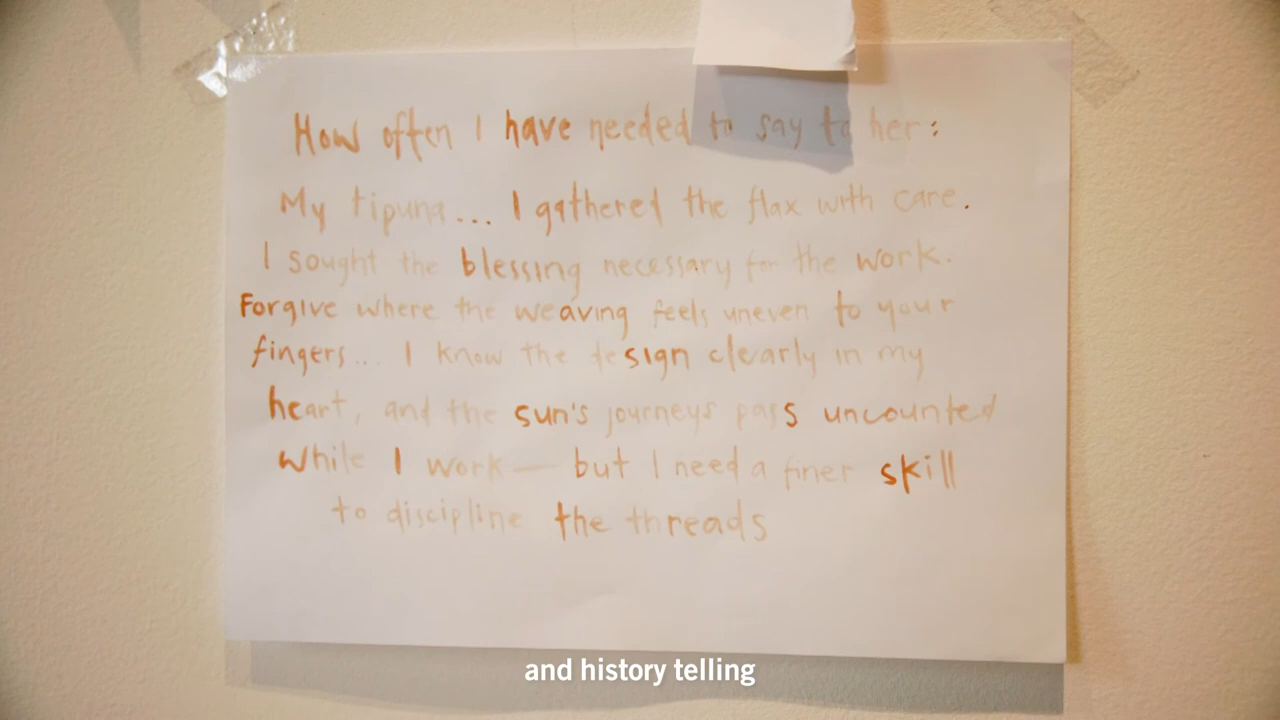 How often I have needed to say to her:
My tipuna... I gathered the flax with care.
I sought the blessing necessary for the work.
Forgive where the weaving feels uneven to your
fingers... I know the design clearly in my
heart, and the sun's journeys pass uncounted
while I work — but I need a finer skill
to discipline the threads
and history telling